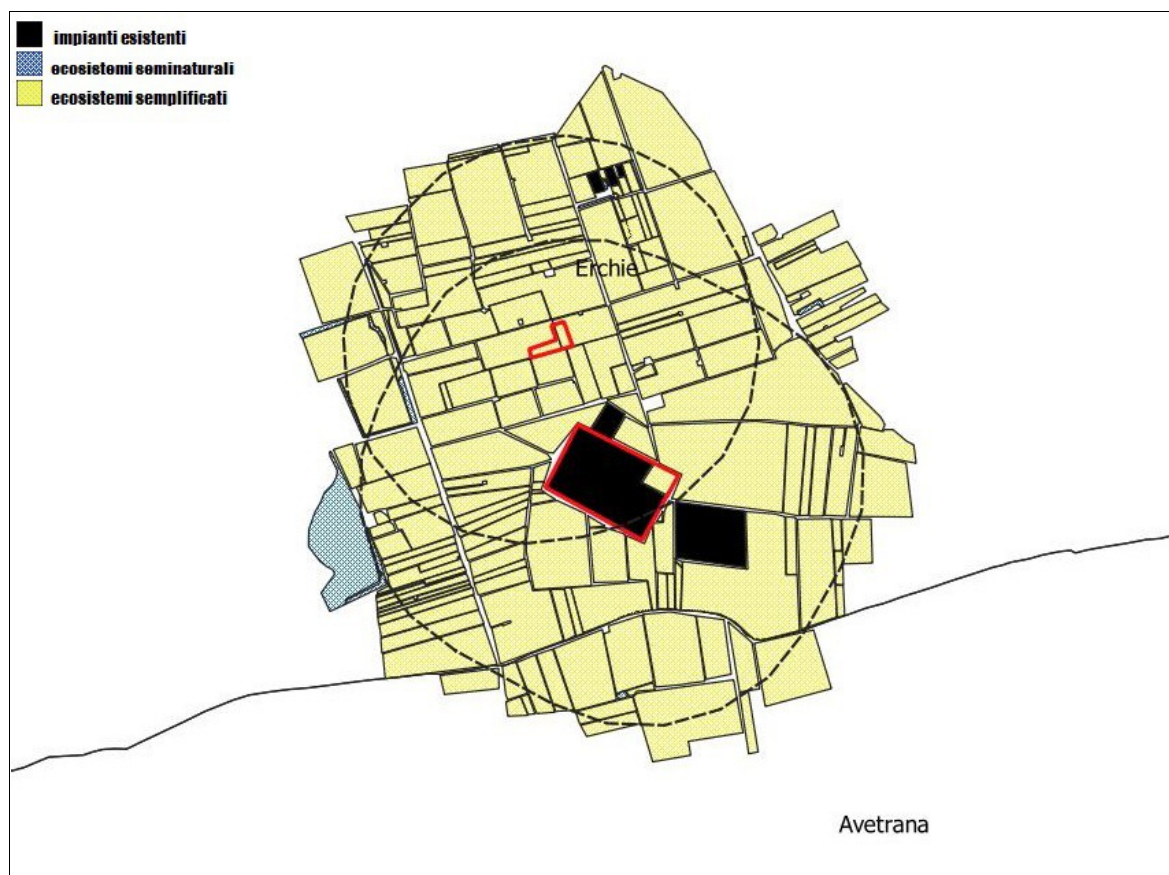 impianti esistenti
ecosistemi seminaturali
ecosistemi semplificati
Erchie
Avetrana